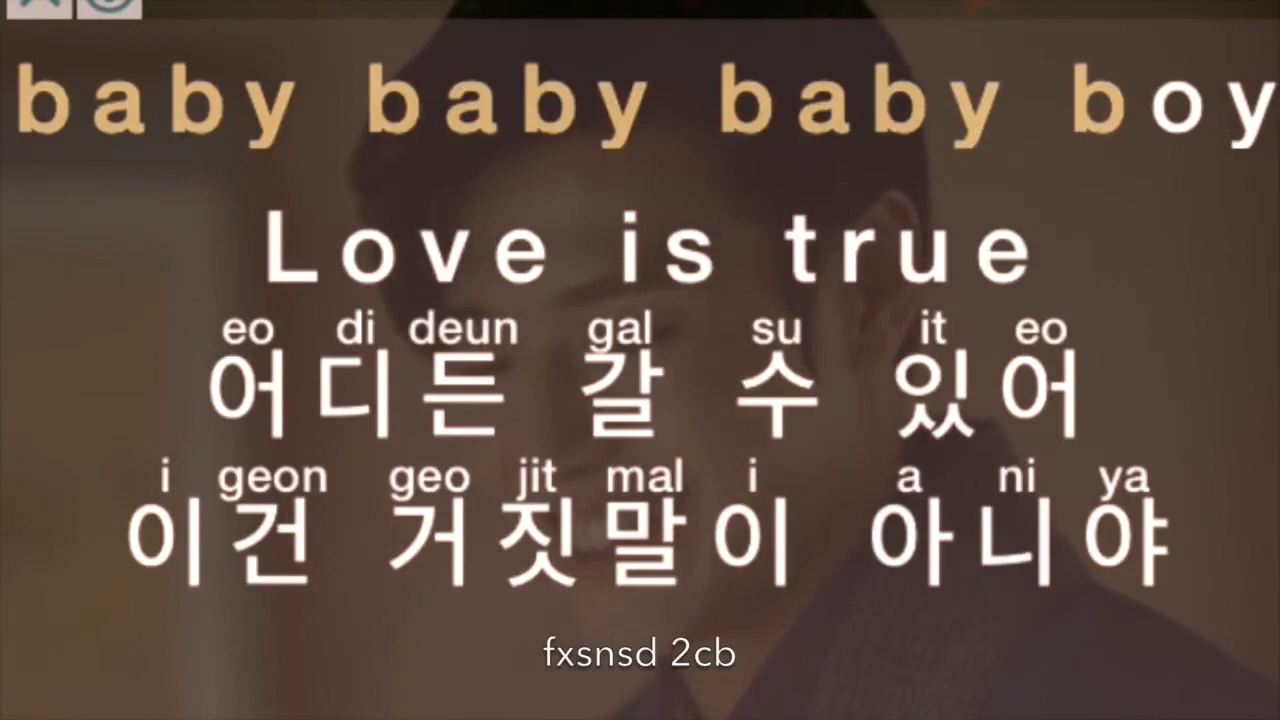 baby baby baby boy
Love is true
eo di deun gal su it eo
어디든 갈 수 있어
i geon geo jit mal i a ni ya
이건 거짓말이 아니야
fxsnsd 2cb